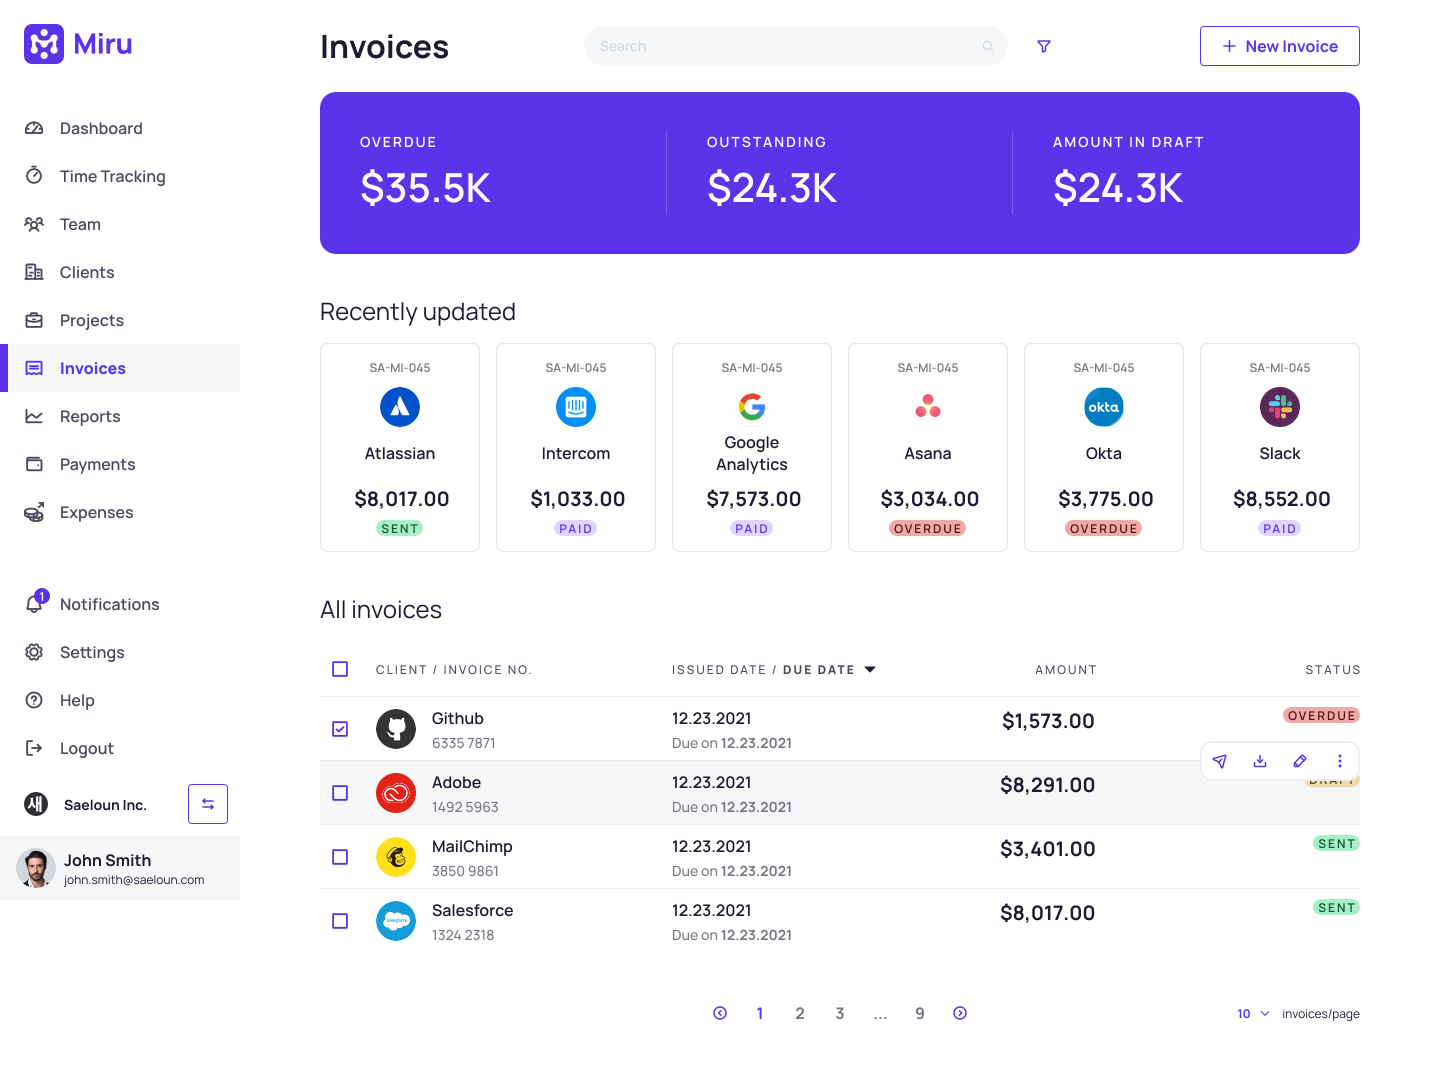 Miru
Invoices
Search
New Invoice
Dashboard
Time Tracking
Team
Clients
Projects
Invoices
Reports
Payments
Expenses
1
Notifications
Settings
Help
Logout
새
Saeloun Inc.
John Smith
john.smith@saeloun.com
OVERDUE
$35.5K
OUTSTANDING
$24.3K
AMOUNT IN DRAFT
$24.3K
Recently updated
SA-MI-045
Atlassian
$8,017.00
SENT
SA-MI-045
Intercom
$1,033.00
PAID
SA-MI-045
Google
Analytics
$7,573.00
PAID
SA-MI-045
Asana
$3,034.00
OVERDUE
SA-MI-045
okta
Okta
$3,775.00
OVERDUE
SA-MI-045
Slack
$8,552.00
PAID
All invoices
CLIENT / INVOICE NO. ISSUED DATE / DUE DATE AMOUNT STATUS
Github 12.23.2021 $1,573.00 OVERDUE
6335 7871 Due on 12.23.2021
Adobe 12.23.2021 $8,291.00 DRAFT
1492 5963 Due on 12.23.2021
MailChimp 12.23.2021 $3,401.00 SENT
3850 9861 Due on 12.23.2021
salesforce
Salesforce 12.23.2021 $8,017.00 SENT
1324 2318 Due on 12.23.2021
1 2 3 ... 9
10 invoices/page